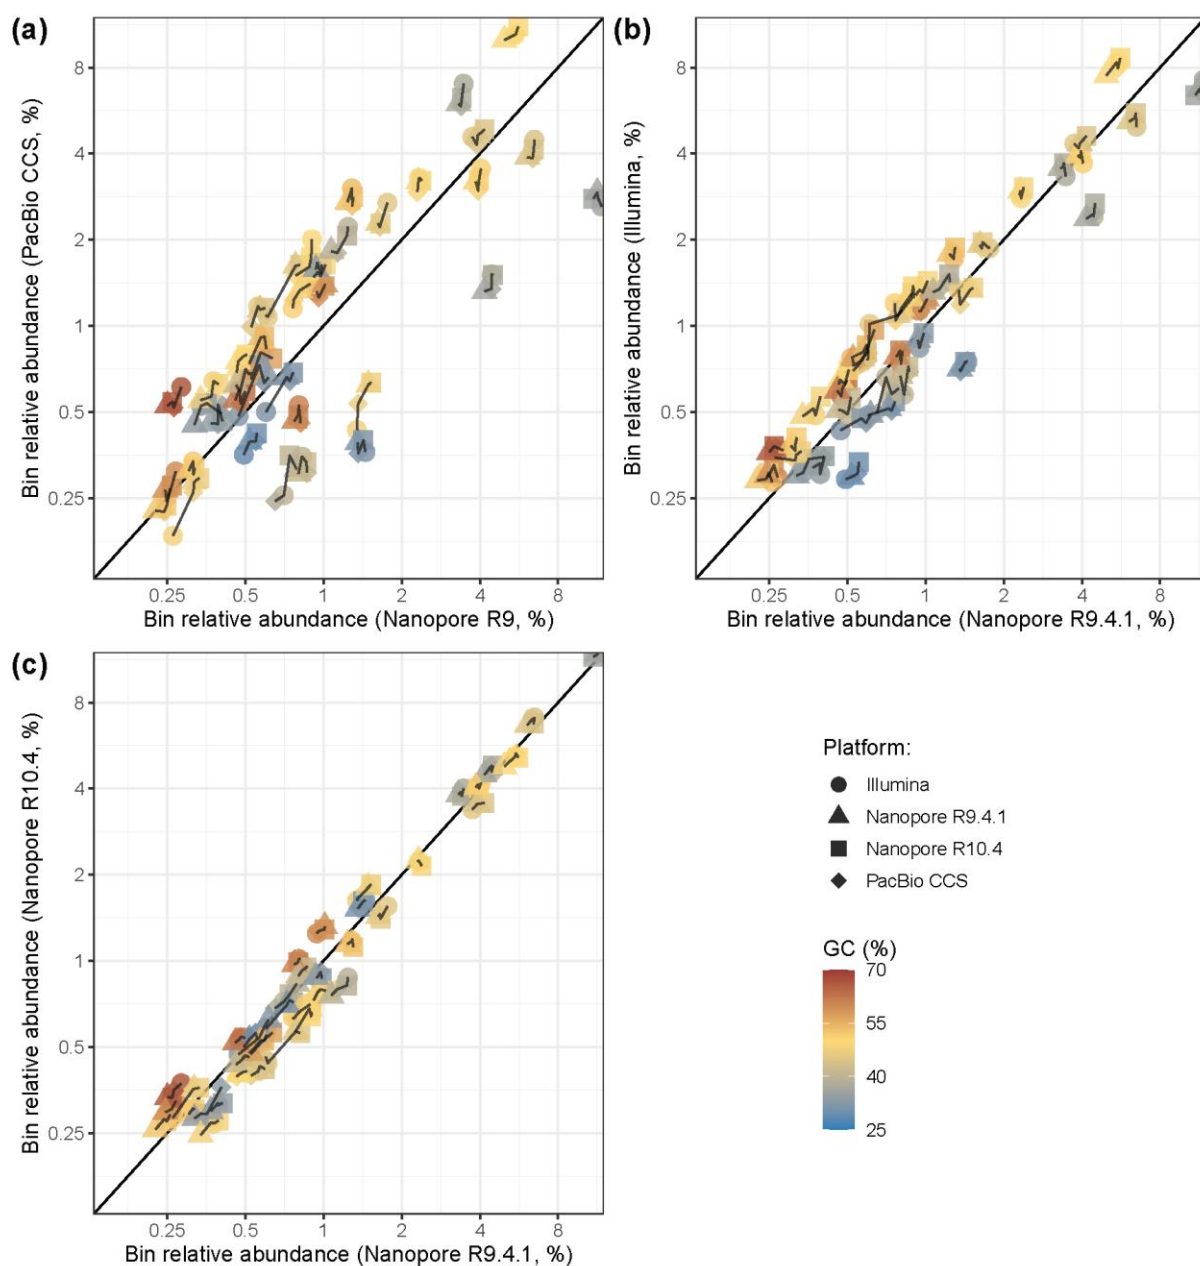 (a)
Bin relative abundance (PacBio CCS, %)
8
4
2
1
0.5
0.25
0.25 0.5 1 2 4 8
Bin relative abundance (Nanopore R9, %)
(b)
Bin relative abundance (Illumina, %)
8
4
2
1
0.5
0.25
0.25 0.5 1 2 4 8
Bin relative abundance (Nanopore R9.4.1, %)
(c)
Bin relative abundance (Nanopore R10.4, %)
8
4
2
1
0.5
0.25
0.25 0.5 1 2 4 8
Bin relative abundance (Nanopore R9.4.1, %)
Platform:
Illumina
Nanopore R9.4.1
Nanopore R10.4
PacBio CCS
GC (%)
70
55
40
25